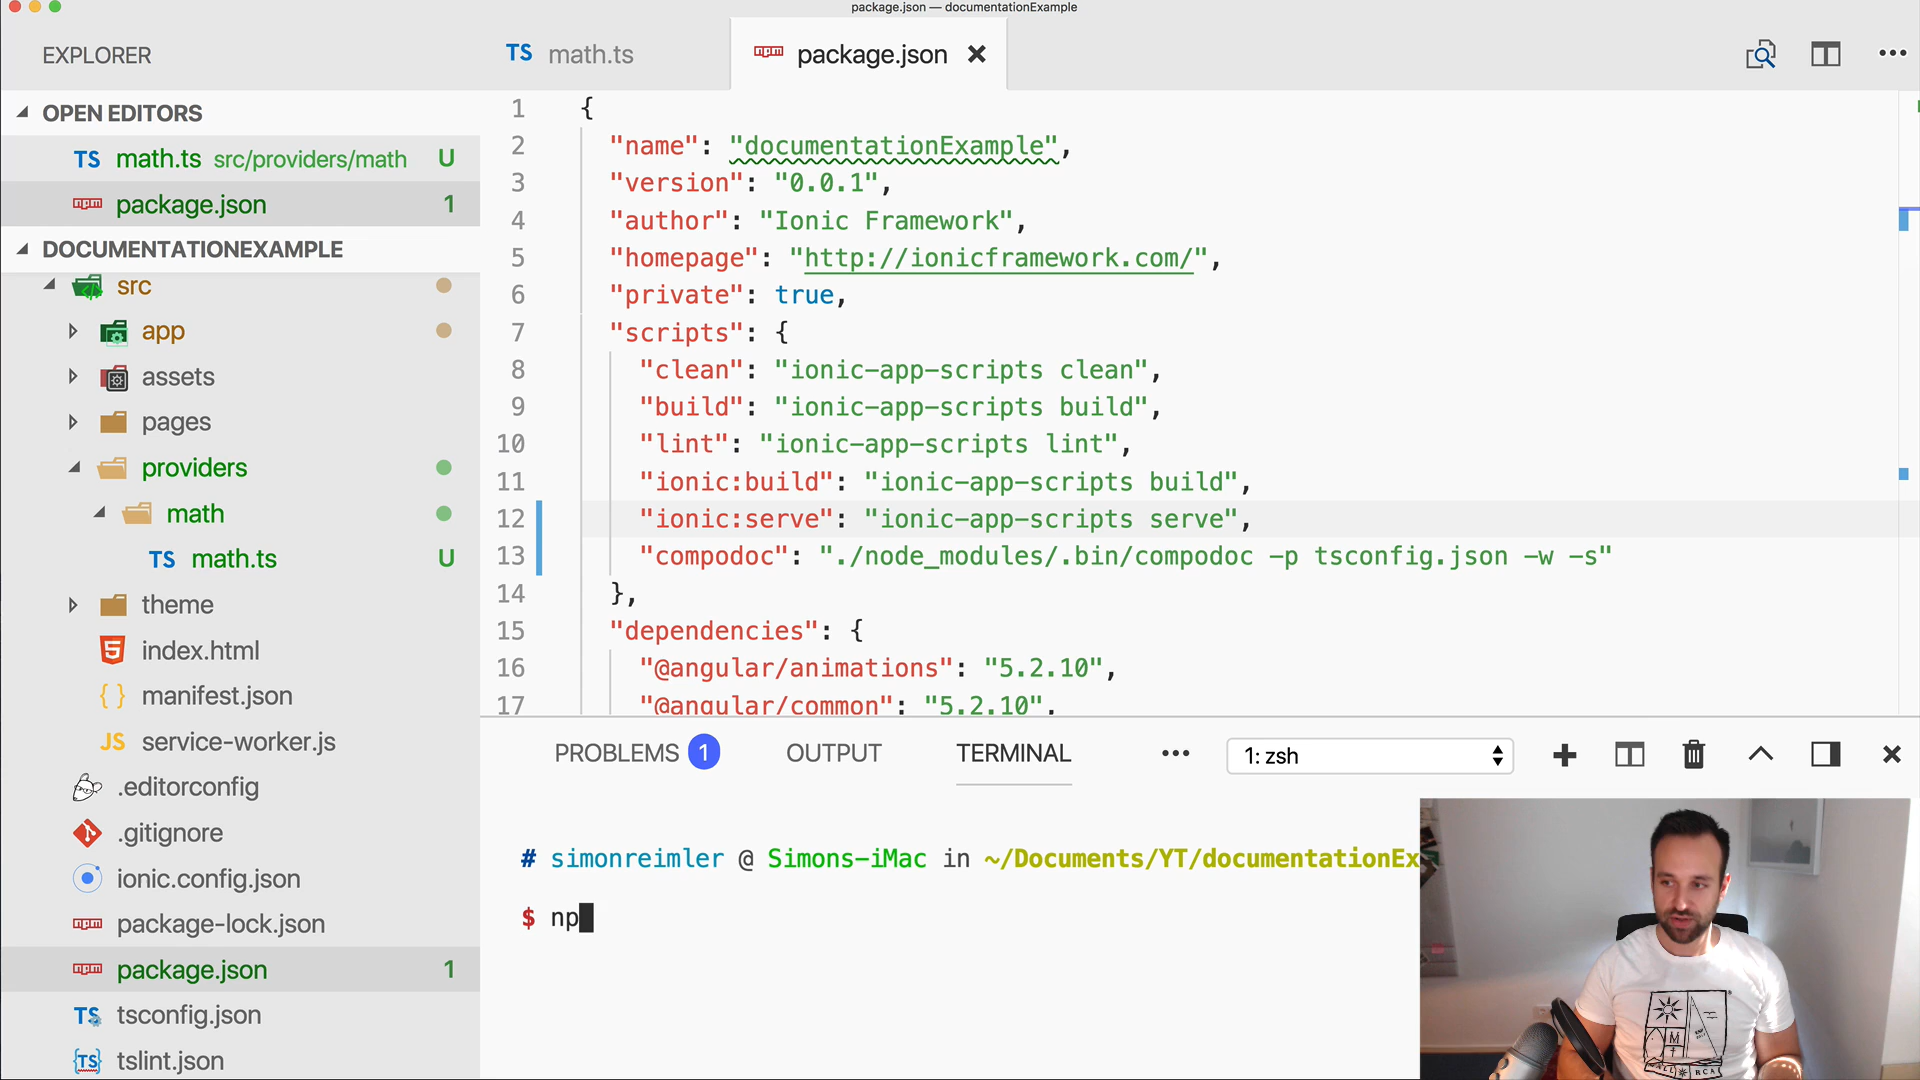 package.json — documentationExample
EXPLORER
OPEN EDITORS
TS math.ts src/providers/math U
package.json 1
DOCUMENTATIONEXAMPLE
src
app
assets
pages
providers
math
TS math.ts U
theme
index.html
manifest.json
JS service-worker.js
.editorconfig
.gitignore
ionic.config.json
package-lock.json
package.json 1
TS tsconfig.json
TS tslint.json
TS math.ts
package.json
1 {
2 "name": "documentationExample",
3 "version": "0.0.1",
4 "author": "Ionic Framework",
5 "homepage": "http://ionicframework.com/",
6 "private": true,
7 "scripts": {
8 "clean": "ionic-app-scripts clean",
9 "build": "ionic-app-scripts build",
10 "lint": "ionic-app-scripts lint",
11 "ionic:build": "ionic-app-scripts build",
12 "ionic:serve": "ionic-app-scripts serve",
13 "compodoc": "./node_modules/.bin/compodoc -p tsconfig.json -w -s"
14 },
15 "dependencies": {
16 "@angular/animations": "5.2.10",
17 "@angular/common": "5.2.10",
PROBLEMS 1 OUTPUT TERMINAL ••• 1: zsh
# simonreimler @ Simons-iMac in ~/Documents/YT/documentationEx
$ np